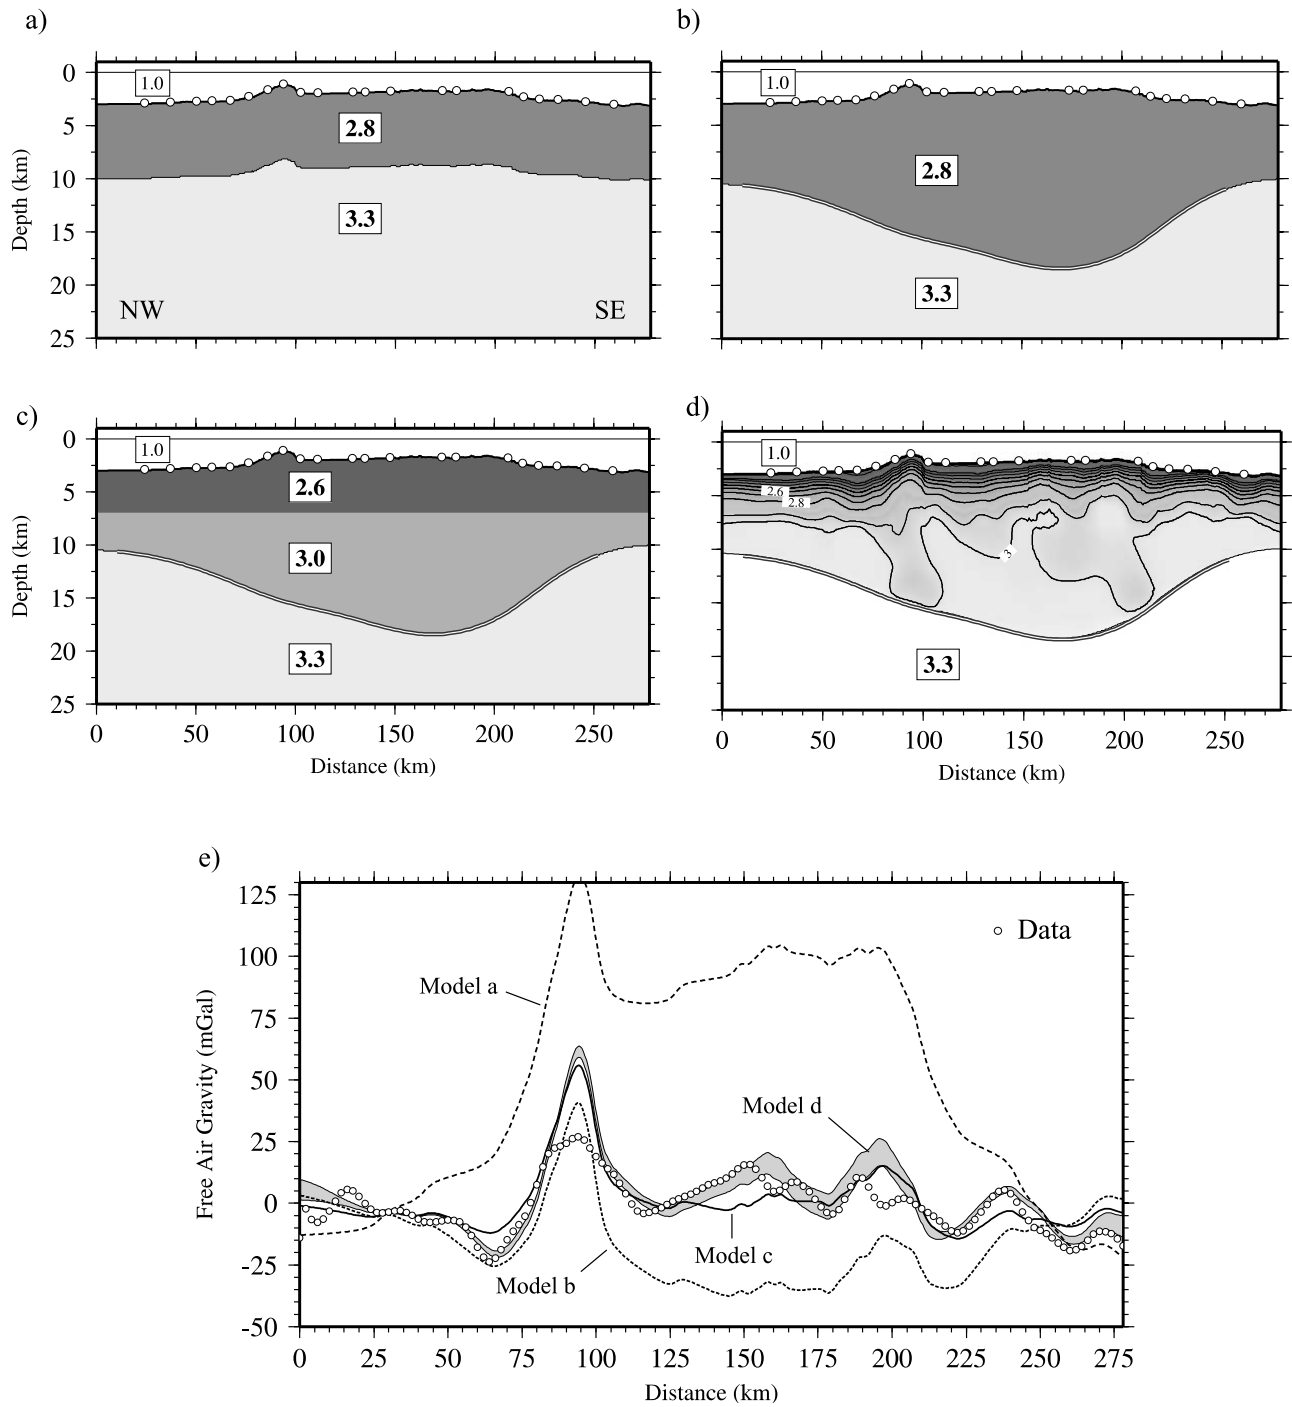 a)
0
5
10
15
20
25
Depth (km)
1.0
2.8
3.3
NW
SE
b)
1.0
2.8
3.3
c)
0
5
10
15
20
25
Depth (km)
1.0
2.6
3.0
3.3
0 50 100 150 200 250
Distance (km)
d)
1.0
2.6
2.8
3
3.3
0 50 100 150 200 250
Distance (km)
e)
125
100
75
50
25
0
-25
-50
Free Air Gravity (mGal)
Data
Model a
Model d
Model c
Model b
0 25 50 75 100 125 150 175 200 225 250 275
Distance (km)